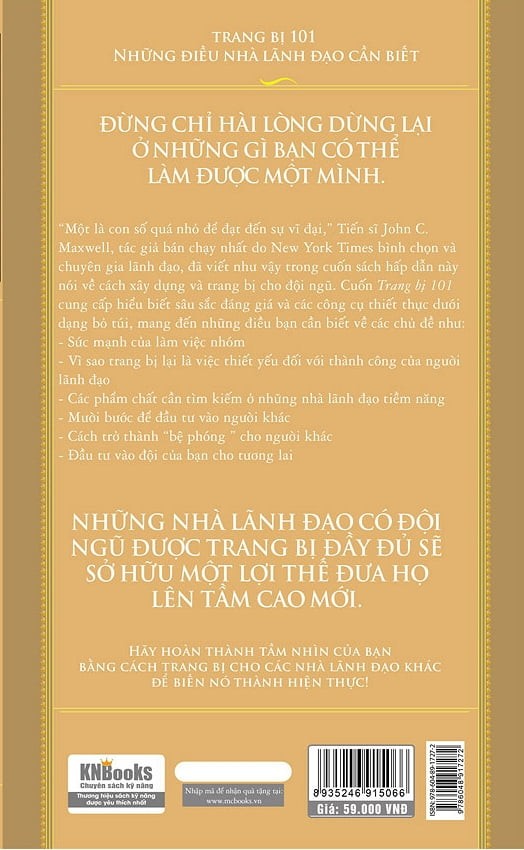 TRANG BỊ 101
NHỮNG ĐIỀU NHÀ LÃNH ĐẠO CẦN BIẾT
ĐỪNG CHỈ HÀI LÒNG DỪNG LẠI
Ở NHỮNG GÌ BẠN CÓ THỂ
LÀM ĐƯỢC MỘT MÌNH.
“Một là con số quá nhỏ để đạt đến sự vĩ đại,” Tiến sĩ John C.
Maxwell, tác giả bán chạy nhất do New York Times bình chọn và
chuyên gia lãnh đạo, đã viết như vậy trong cuốn sách hấp dẫn này
nói về cách xây dựng và trang bị cho đội ngũ. Cuốn Trang bị 101
cung cấp hiểu biết sâu sắc đáng giá và các công cụ thiết thực dưới
dạng bỏ túi, mang đến những điều bạn cần biết về các chủ đề như:
- Sức mạnh của làm việc nhóm
- Vì sao trang bị lại là việc thiết yếu đối với thành công của người
lãnh đạo
- Các phẩm chất cần tìm kiếm ở những nhà lãnh đạo tiềm năng
- Mười bước để đầu tư vào người khác
- Cách trở thành “bệ phóng ” cho người khác
- Đầu tư vào đội của bạn cho tương lai
NHỮNG NHÀ LÃNH ĐẠO CÓ ĐỘI
NGŨ ĐƯỢC TRANG BỊ ĐẦY ĐỦ SẼ
SỞ HỮU MỘT LỢI THẾ ĐƯA HỌ
LÊN TẦM CAO MỚI.
HÃY HOÀN THÀNH TẦM NHÌN CỦA BẠN
BẰNG CÁCH TRANG BỊ CHO CÁC NHÀ LÃNH ĐẠO KHÁC
ĐỂ BIẾN NÓ THÀNH HIỆN THỰC!
KNBooks
Chuyên sách kỹ năng
Thương hiệu sách kỹ năng
được yêu thích nhất
Nhập mã để nhận quà tặng tại:
www.mcbooks.vn
8 935246 915066
Giá: 59.000 VNĐ
ISBN: 978-604-89-1727-2
9786048917272